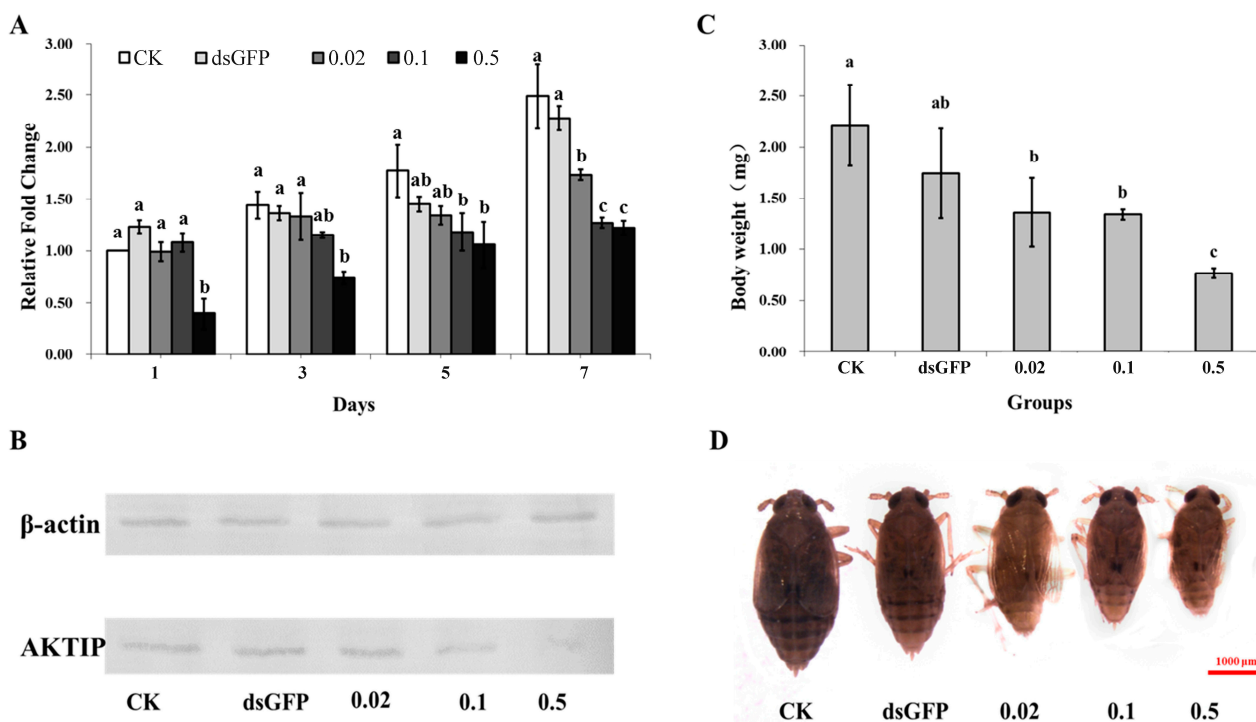 A
3.00
2.50
2.00
1.50
1.00
0.50
0.00
Relative Fold Change
CK dsGFP 0.02 0.1 0.5
a a a a b
a a a ab b
a ab ab b b
a a b c c
1 3 5 7
Days
C
3.00
2.50
2.00
1.50
1.00
0.50
0.00
Body weight（mg）
a ab b b c
CK dsGFP 0.02 0.1 0.5
Groups
B
β-actin
AKTIP
CK dsGFP 0.02 0.1 0.5
D
1000 μm
CK dsGFP 0.02 0.1 0.5